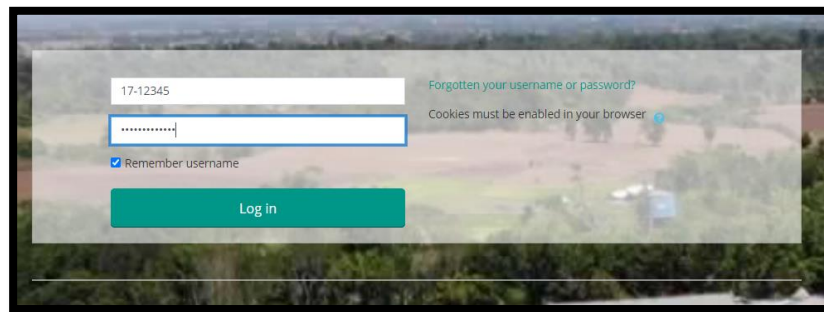 17-12345
•••••••••••••
Remember username
Log in
Forgotten your username or password?
Cookies must be enabled in your browser